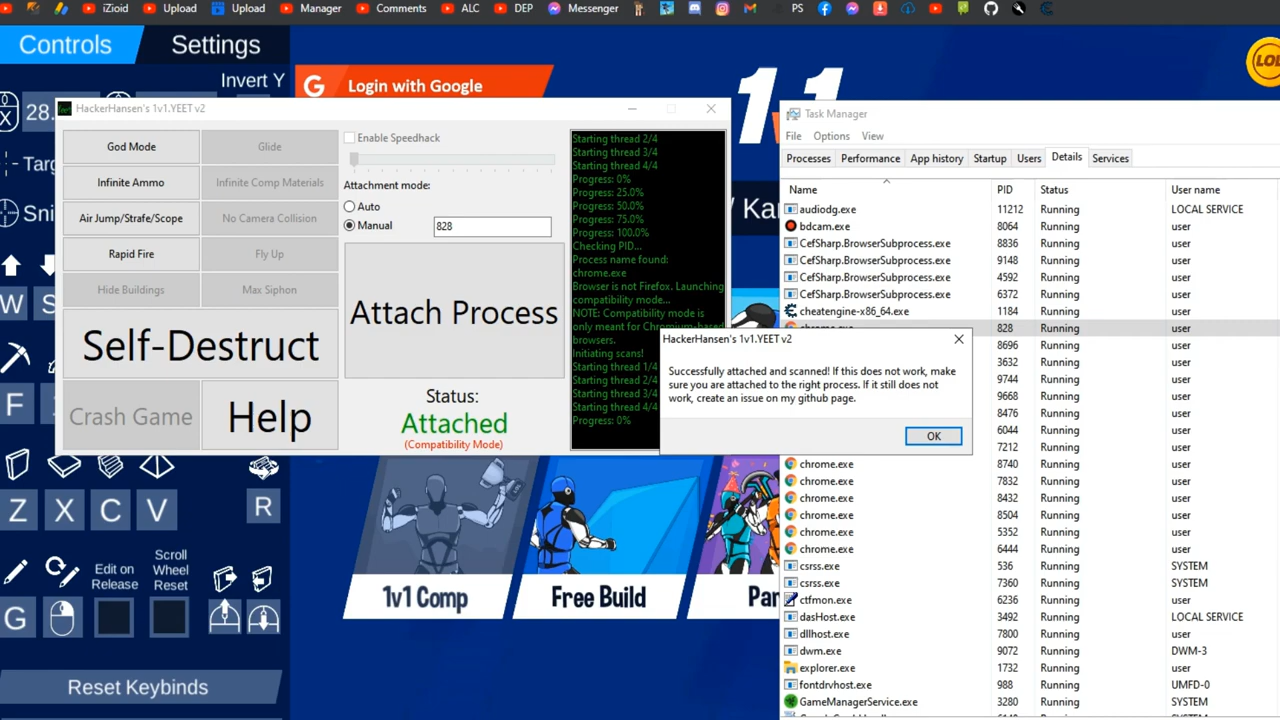 iZioid Upload Upload Manager Comments ALC DEP Messenger PS
Controls Settings
Invert Y
28.
Targ
Sni
W S
F
Z X C V R
Edit on
Release
Scroll
Wheel
Reset
G
Reset Keybinds
Login with Google
LOL
/ Kar
1v1 Comp
Free Build
Par
HackerHansen's 1v1.YEET v2
God Mode Glide
Infinite Ammo Infinite Comp Materials
Air Jump/Strafe/Scope No Camera Collision
Rapid Fire Fly Up
Hide Buildings Max Siphon
Self-Destruct
Crash Game Help
Enable Speedhack
Attachment mode:
Auto
Manual 828
Attach Process
Status:
Attached
(Compatibility Mode)
Starting thread 2/4
Starting thread 3/4
Starting thread 4/4
Progress: 0%
Progress: 25.0%
Progress: 50.0%
Progress: 75.0%
Progress: 100.0%
Checking PID...
Process name found:
chrome.exe
Browser is not Firefox. Launching
compatibility mode...
NOTE: Compatibility mode is
only meant for Chromium-based
browsers.
Initiating scans!
Starting thread 1/4
Starting thread 2/4
Starting thread 3/4
Starting thread 4/4
Progress: 0%
HackerHansen's 1v1.YEET v2
Successfully attached and scanned! If this does not work, make
sure you are attached to the right process. If it still does not
work, create an issue on my github page.
OK
Task Manager
File Options View
Processes Performance App history Startup Users Details Services
Name PID Status User name
audiodg.exe 11212 Running LOCAL SERVICE
bdcam.exe 8064 Running user
CefSharp.BrowserSubprocess.exe 8836 Running user
CefSharp.BrowserSubprocess.exe 9148 Running user
CefSharp.BrowserSubprocess.exe 4592 Running user
CefSharp.BrowserSubprocess.exe 6372 Running user
cheatengine-x86_64.exe 1184 Running user
chrome.exe 828 Running user
8696 Running user
3632 Running user
9744 Running user
9668 Running user
8476 Running user
6044 Running user
7212 Running user
chrome.exe 8740 Running user
chrome.exe 7832 Running user
chrome.exe 8432 Running user
chrome.exe 8504 Running user
chrome.exe 5352 Running user
chrome.exe 6444 Running user
csrss.exe 536 Running SYSTEM
csrss.exe 7360 Running SYSTEM
ctfmon.exe 6236 Running user
dasHost.exe 3492 Running LOCAL SERVICE
dllhost.exe 7800 Running user
dwm.exe 9072 Running DWM-3
explorer.exe 1732 Running user
fontdrvhost.exe 988 Running UMFD-0
GameManagerService.exe 3280 Running SYSTEM